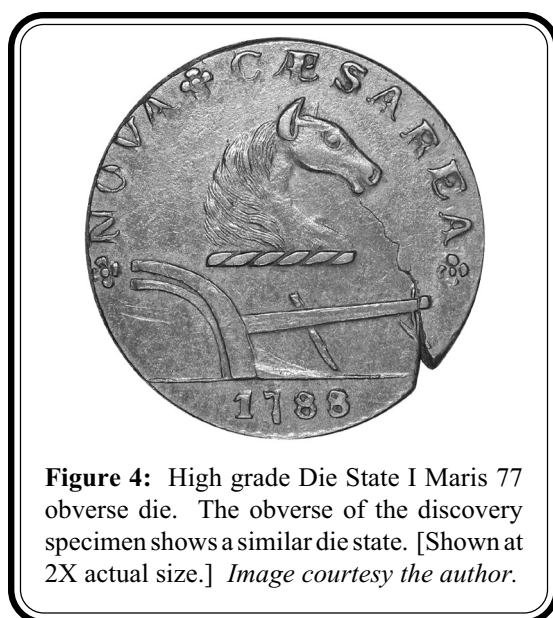 NOVA CÆSAREA
1788
Figure 4: High grade Die State I Maris 77
obverse die. The obverse of the discovery
specimen shows a similar die state. [Shown at
2X actual size.] Image courtesy the author.